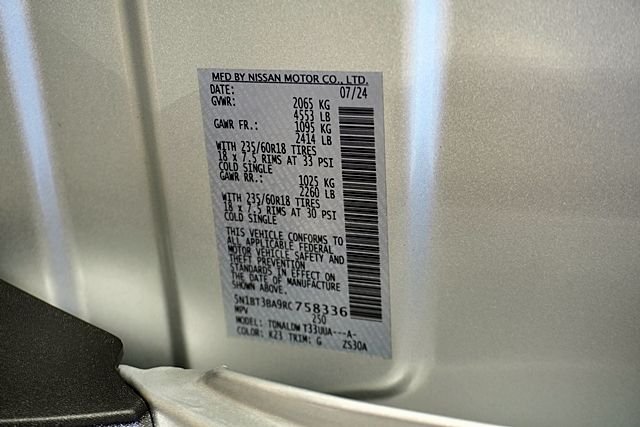 MFD BY NISSAN MOTOR CO., LTD.
DATE: 07/24
GVWR: 2065 KG
4553 LB
GAWR FR.: 1095 KG
2414 LB
WITH 235/60R18 TIRES
18 x 7.5 RIMS AT 33 PSI
COLD SINGLE
GAWR RR.: 1025 KG
2260 LB
WITH 235/60R18 TIRES
18 x 7.5 RIMS AT 30 PSI
COLD SINGLE
THIS VEHICLE CONFORMS TO
ALL APPLICABLE FEDERAL
MOTOR VEHICLE SAFETY AND
THEFT PREVENTION
STANDARDS IN EFFECT ON
THE DATE OF MANUFACTURE
SHOWN ABOVE.
5N1BT3BA9RC758336
MPV 250
MODEL: TDNALDW T33UUA---A-
COLOR: K23 TRIM: G ZS30A